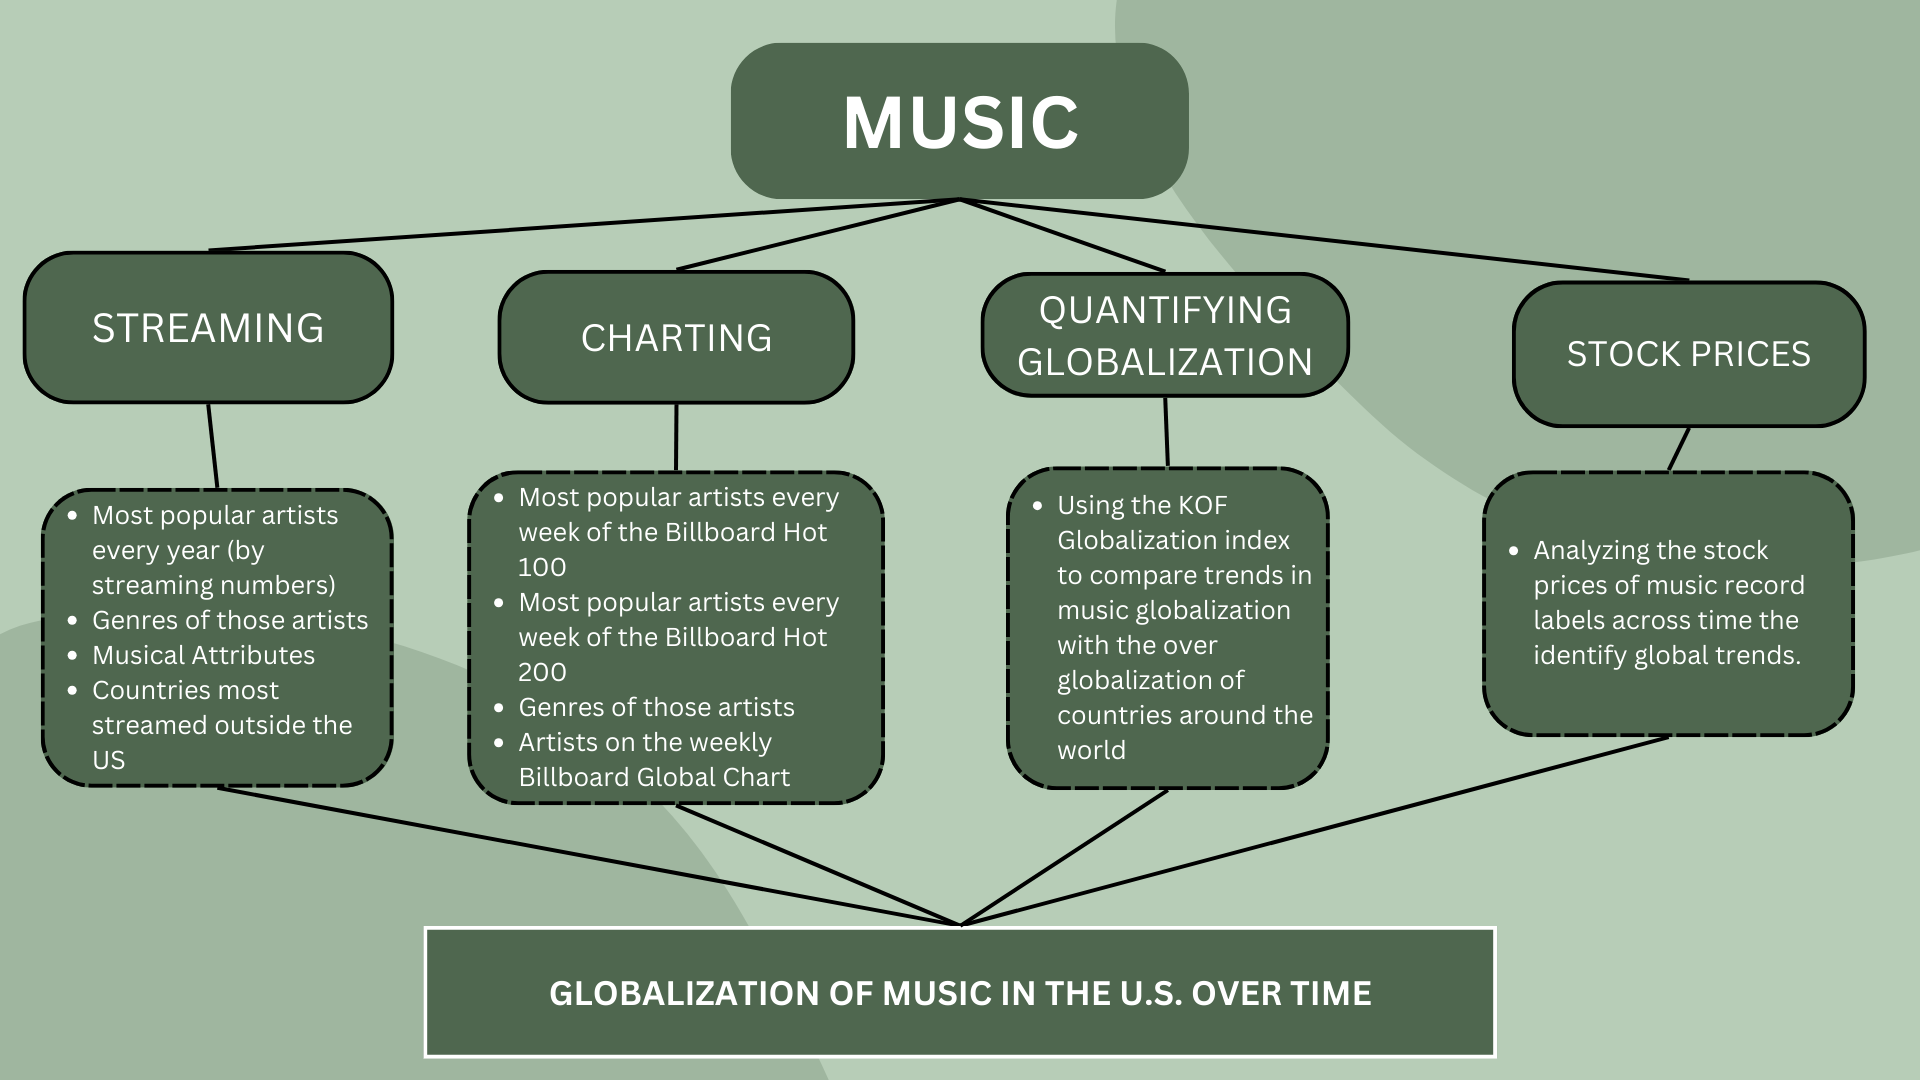 MUSIC
STREAMING
CHARTING
QUANTIFYING
GLOBALIZATION
STOCK PRICES
• Most popular artists
every year (by
streaming numbers)
• Genres of those artists
• Musical Attributes
• Countries most
streamed outside the
US
• Most popular artists every
week of the Billboard Hot
100
• Most popular artists every
week of the Billboard Hot
200
• Genres of those artists
• Artists on the weekly
Billboard Global Chart
• Using the KOF
Globalization index
to compare trends in
music globalization
with the over
globalization of
countries around the
world
• Analyzing the stock
prices of music record
labels across time the
identify global trends.
GLOBALIZATION OF MUSIC IN THE U.S. OVER TIME